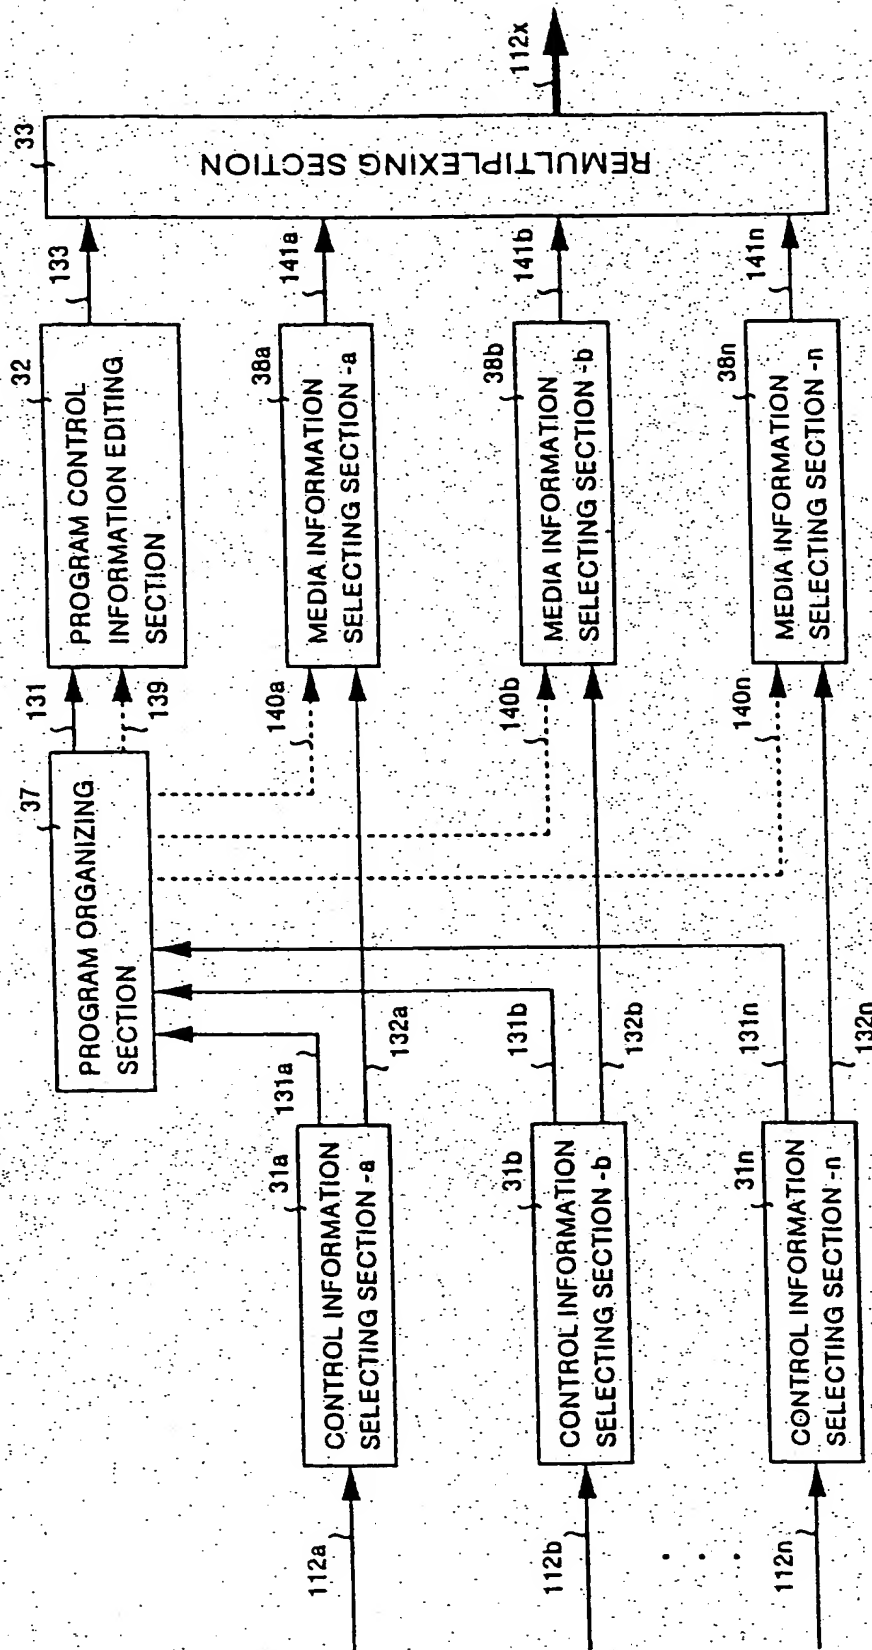 37
PROGRAM ORGANIZING
SECTION
131
139
32
PROGRAM CONTROL
INFORMATION EDITING
SECTION
133
33
REMULTIPLEXING SECTION
112x
112a
31a
CONTROL INFORMATION
SELECTING SECTION -a
131a
132a
140a
38a
MEDIA INFORMATION
SELECTING SECTION -a
141a
112b
31b
CONTROL INFORMATION
SELECTING SECTION -b
131b
132b
140b
38b
MEDIA INFORMATION
SELECTING SECTION -b
141b
112n
31n
CONTROL INFORMATION
SELECTING SECTION -n
131n
132n
140n
38n
MEDIA INFORMATION
SELECTING SECTION -n
141n